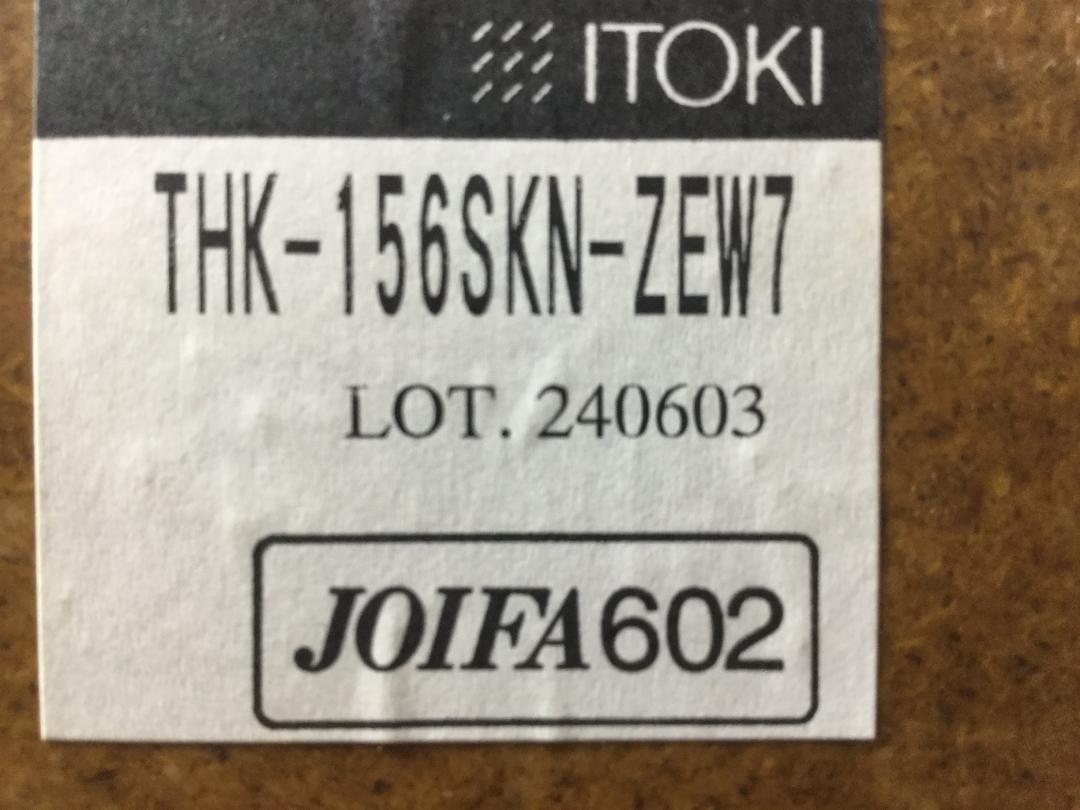 ITOKI
THK-156SKN-ZEW7
LOT. 240603
JOIFA602